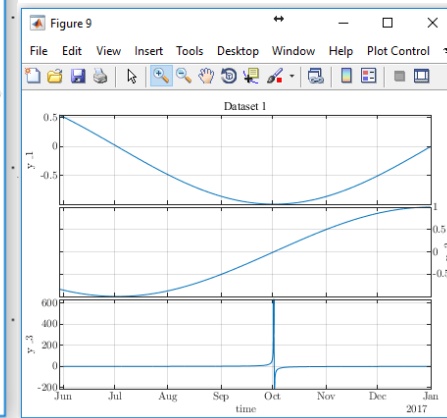 Figure 9
File Edit View Insert Tools Desktop Window Help Plot Control
Dataset 1
0.5
0
-0.5
y_1
1
0.5
0
-0.5
600
400
200
0
-200
y_3
Jun Jul Aug Sep Oct Nov Dec Jan
time 2017